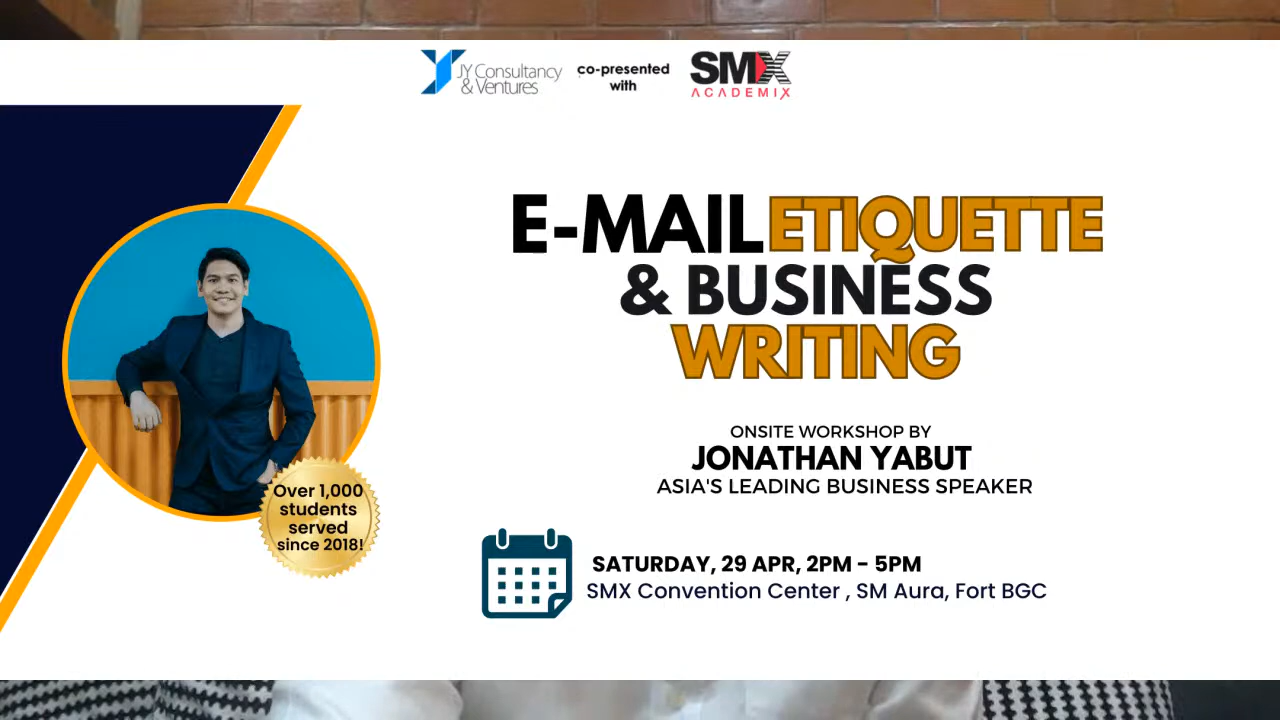 JY Consultancy
& Ventures
co-presented
with
SMX
ACADEMIX
E-MAIL ETIQUETTE
& BUSINESS
WRITING
ONSITE WORKSHOP BY
JONATHAN YABUT
ASIA'S LEADING BUSINESS SPEAKER
Over 1,000
students
served
since 2018!
SATURDAY, 29 APR, 2PM - 5PM
SMX Convention Center , SM Aura, Fort BGC